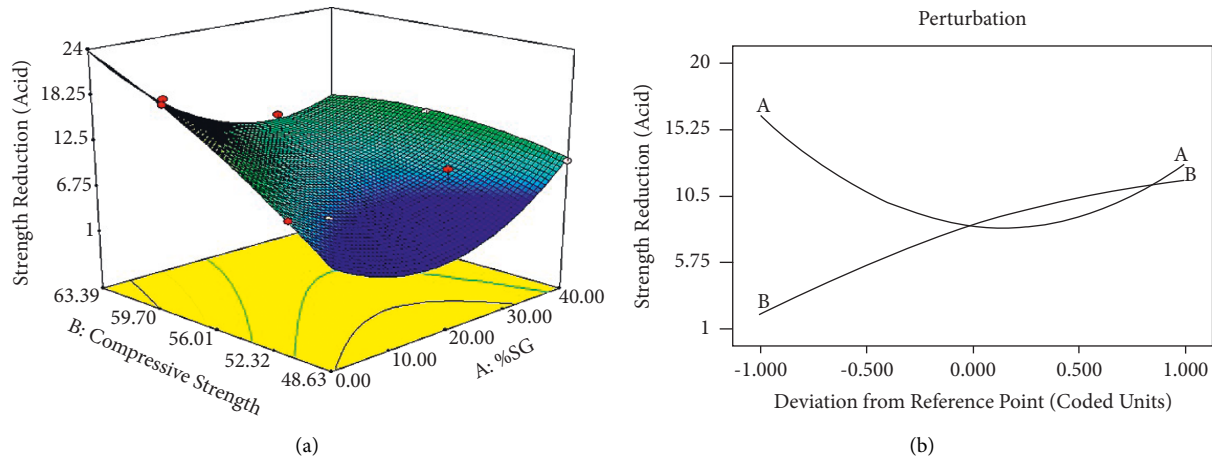 24
18.25
12.5
6.75
1
Strength Reduction (Acid)
63.39
59.70
56.01
52.32
48.63
B: Compressive Strength
0.00
10.00
20.00
30.00
40.00
A: %SG
(a)
Perturbation
20
15.25
10.5
5.75
1
Strength Reduction (Acid)
A
B
A
B
-1.000
-0.500
0.000
0.500
1.000
Deviation from Reference Point (Coded Units)
(b)